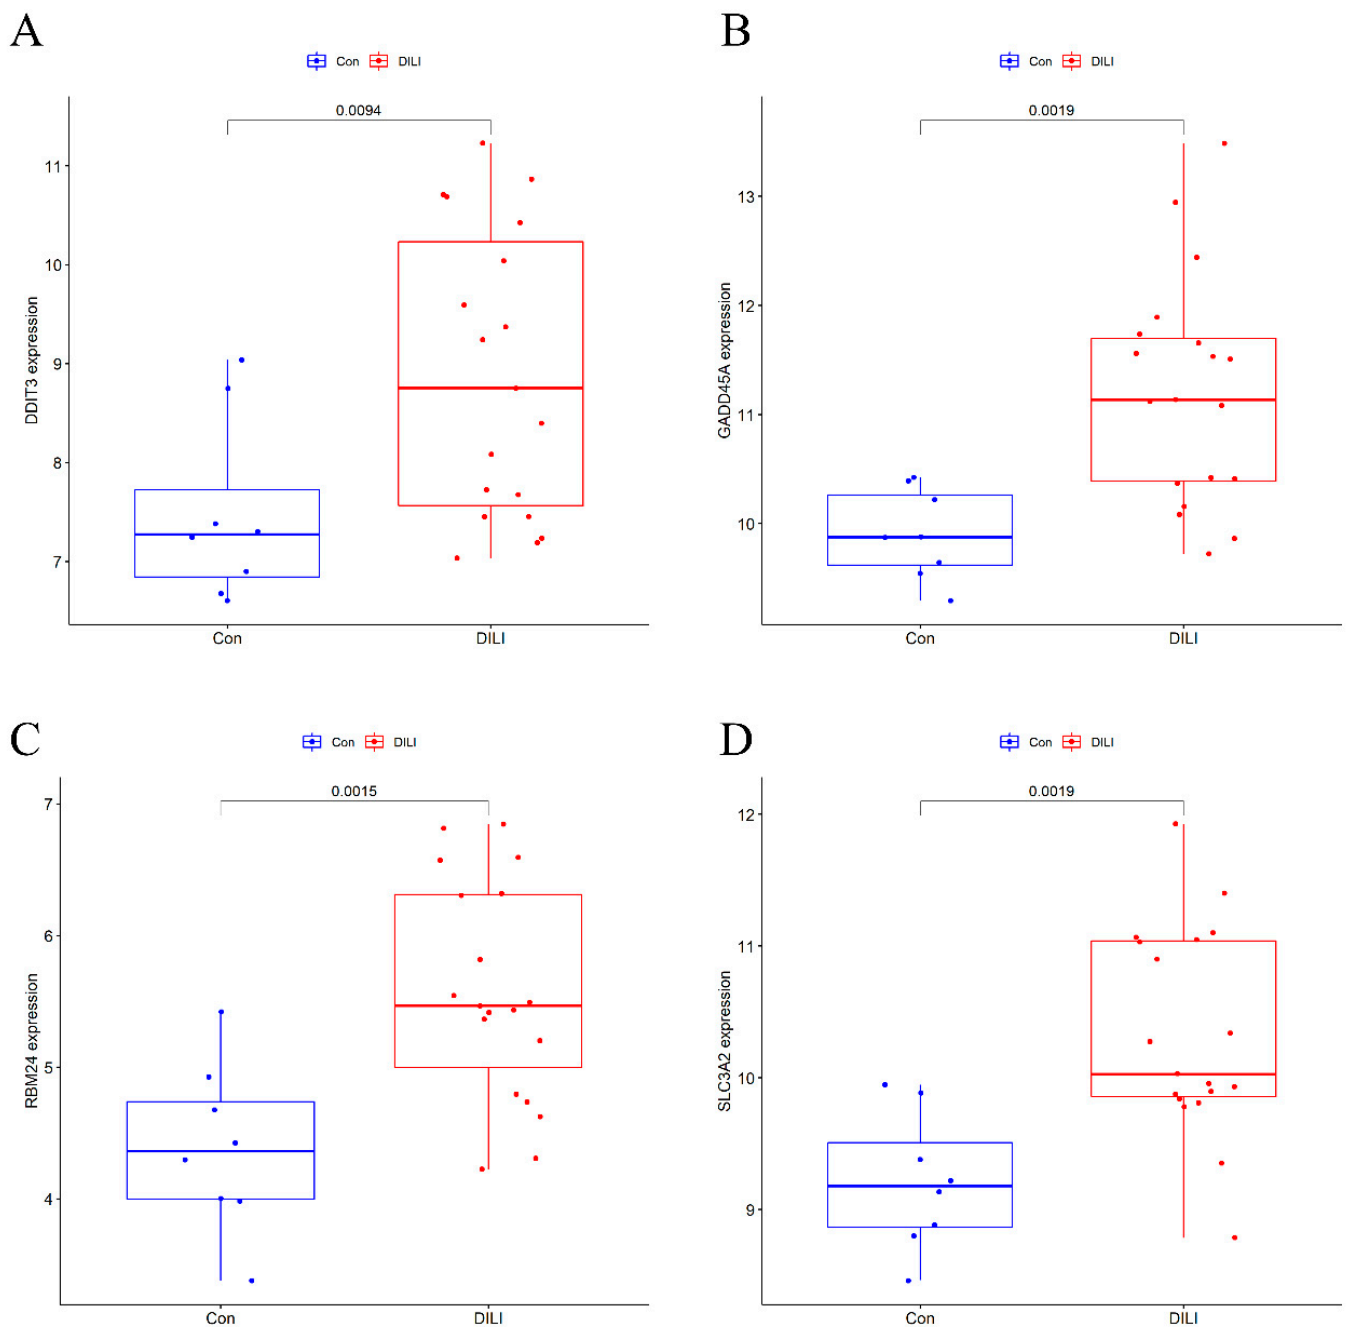 A
B
Con DILI
Con DILI
0.0094
0.0019
DDIT3 expression
11
10
9
8
7
Con DILI
GADD45A expression
13
12
11
10
Con DILI
C
D
Con DILI
Con DILI
0.0015
0.0019
RBM24 expression
7
6
5
4
Con DILI
SLC3A2 expression
12
11
10
9
Con DILI